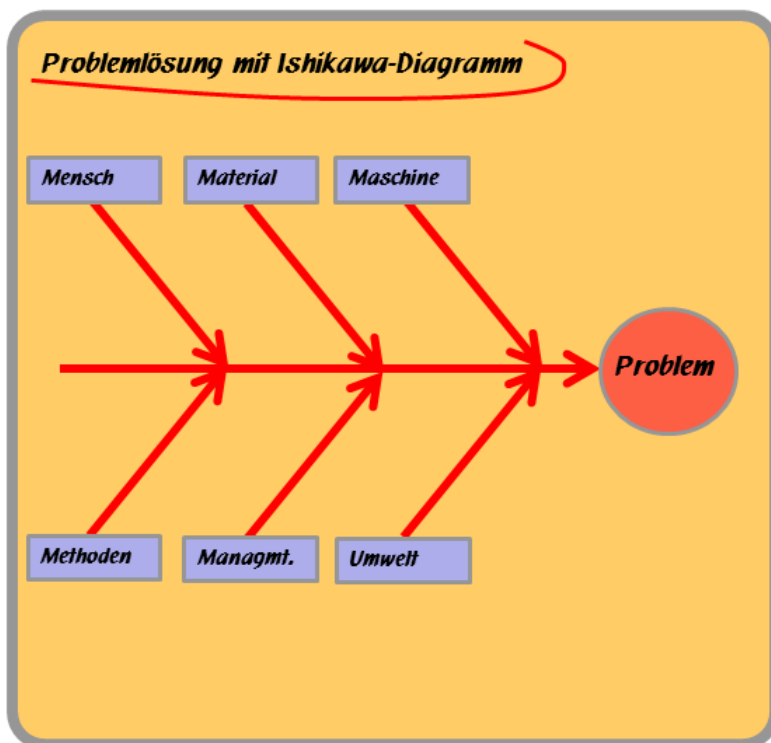 Problemlösung mit Ishikawa-Diagramm
Mensch
Material
Maschine
Problem
Methoden
Managmt.
Umwelt